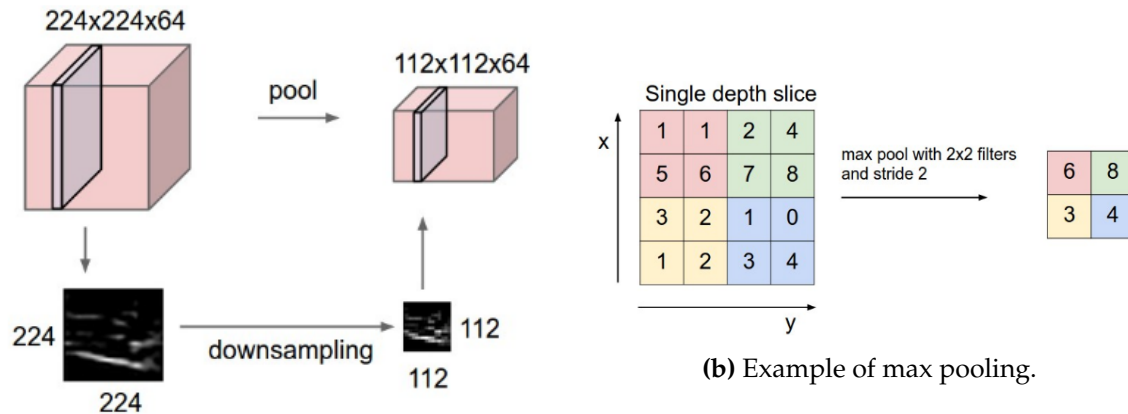 224x224x64
pool
112x112x64
224
224
downsampling
112
112
Single depth slice
x
1 1 2 4
5 6 7 8
3 2 1 0
1 2 3 4
y
max pool with 2x2 filters
and stride 2
6 8
3 4
(b) Example of max pooling.